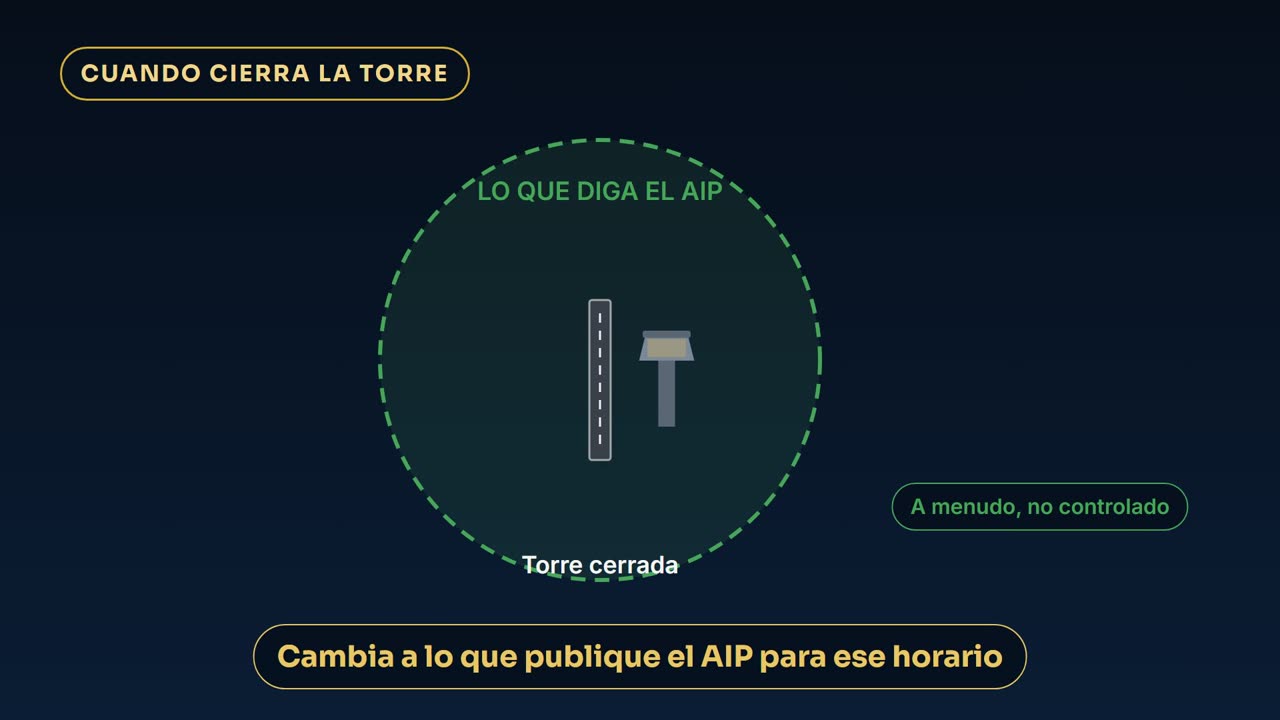 CUANDO CIERRA LA TORRE
LO QUE DIGA EL AIP
A menudo, no controlado
Torre cerrada
Cambia a lo que publique el AIP para ese horario